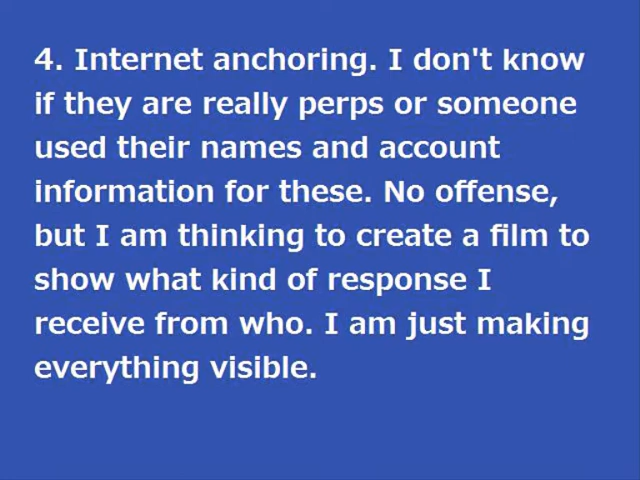 4. Internet anchoring. I don't know
if they are really perps or someone
used their names and account
information for these. No offense,
but I am thinking to create a film to
show what kind of response I
receive from who. I am just making
everything visible.